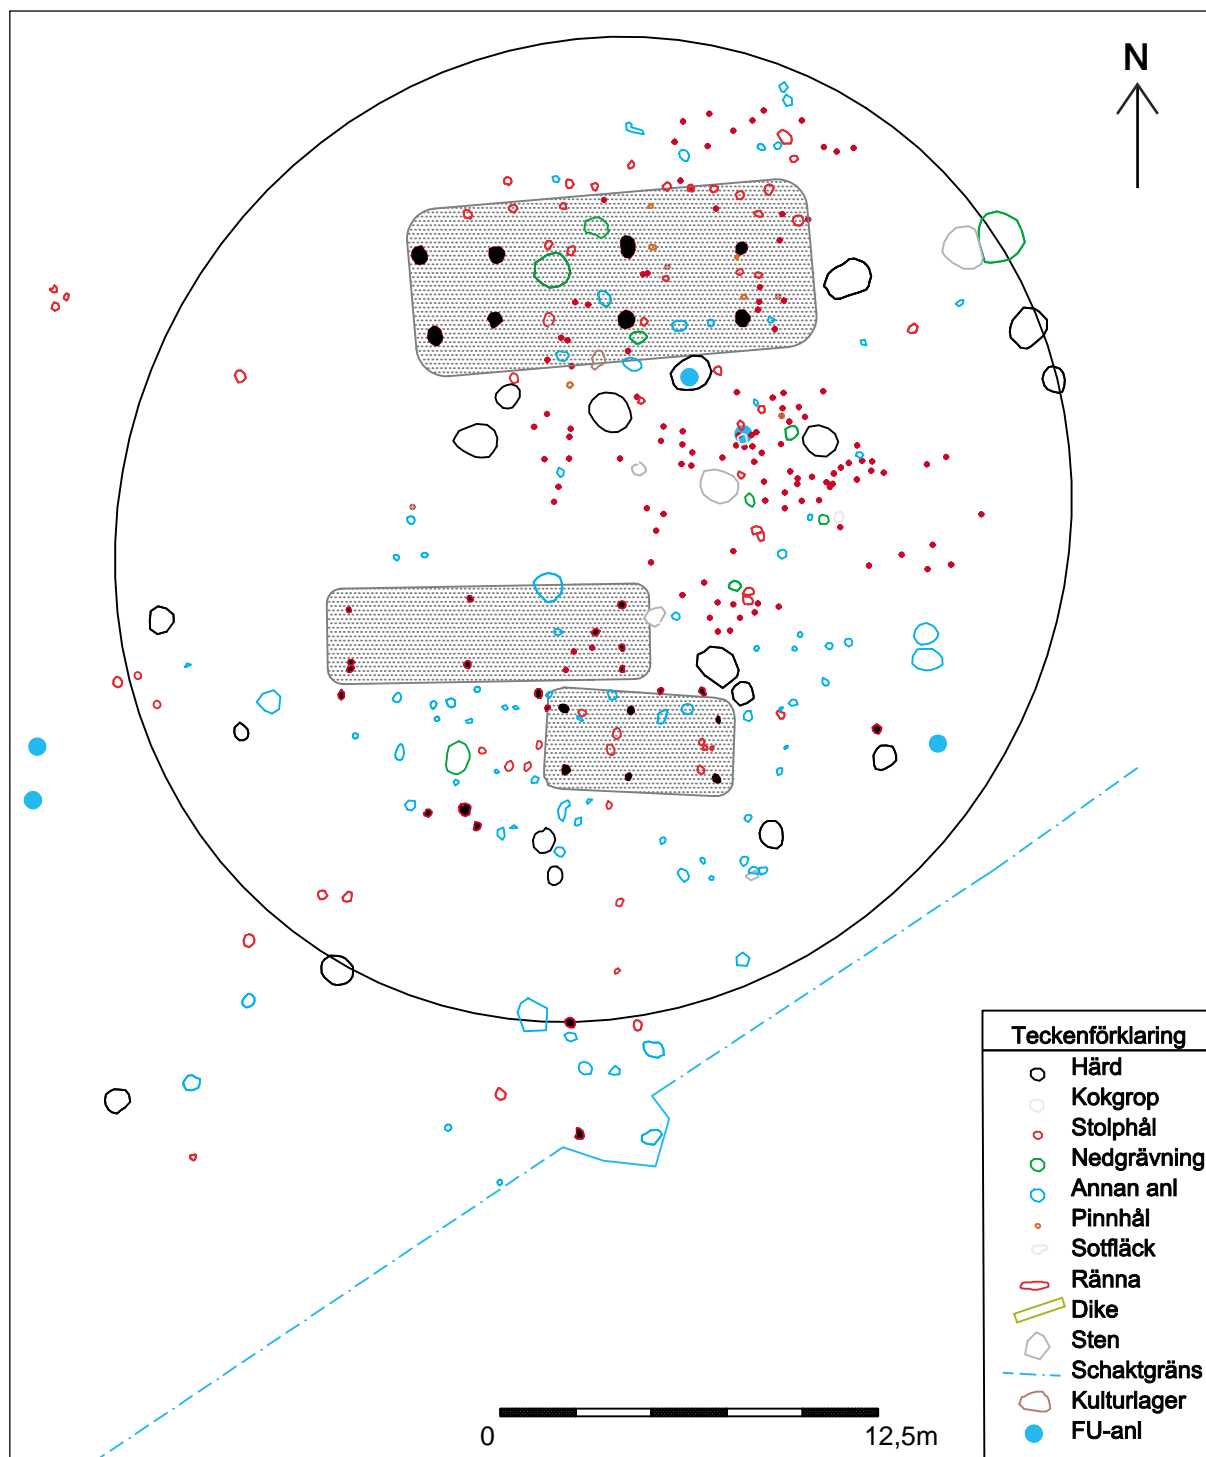 N
Teckenförklaring
Härd
Kokgrop
Stolphål
Nedgrävning
Annan anl
Pinnhål
Sotfläck
Ränna
Dike
Sten
Schaktgräns
Kulturlager
FU-anl
0 12,5m